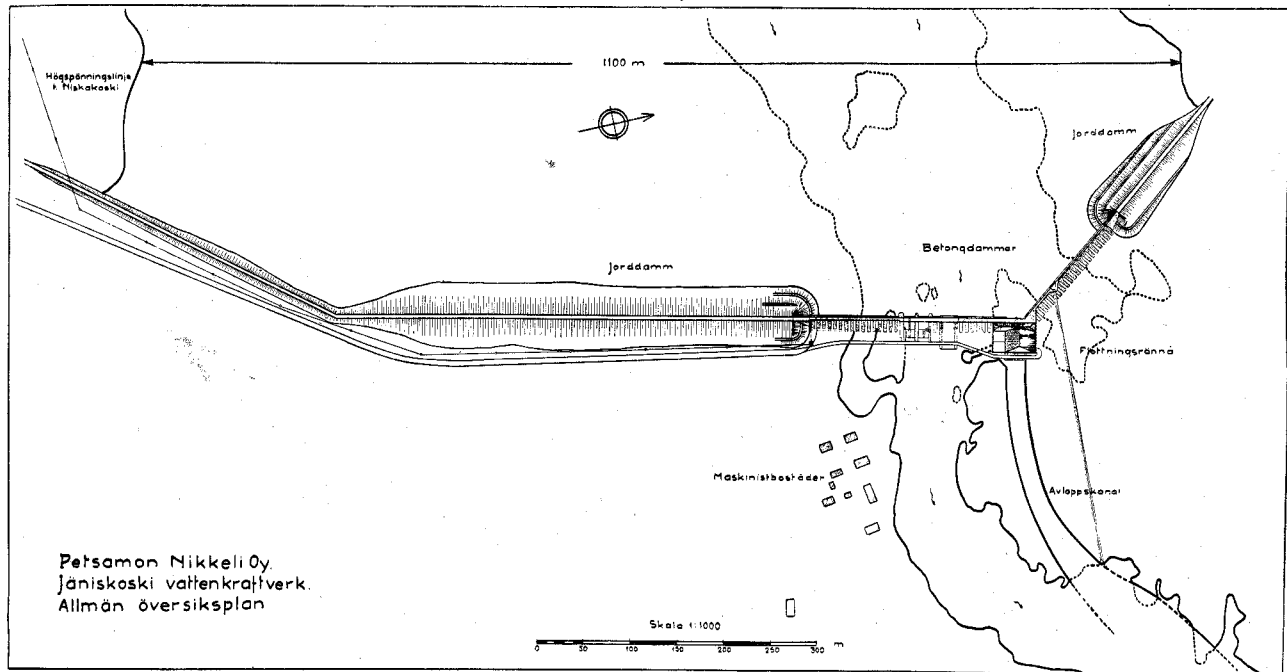 1100 m
Högspänningslinje
t. Niskakoski
Jorddamm
Betongdammar
Jorddamm
Flottningsränna
Maskinistbostäder
Avloppskanal
Petsamon Nikkeli Oy.
Jäniskoski vattenkraftverk.
Allmän översiksplan
Skala 1:1000
0 50 100 150 200 250 300 m